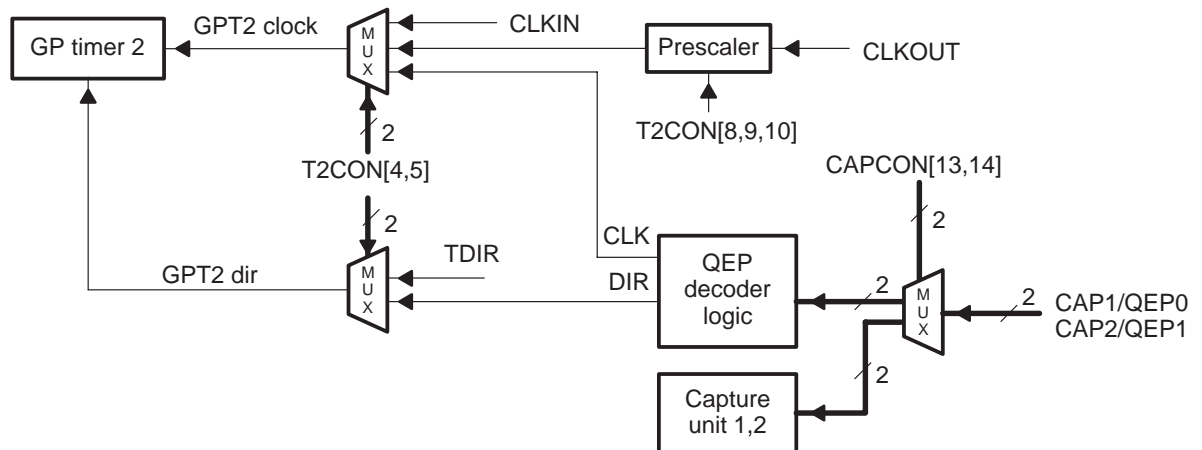 GP timer 2
GPT2 clock
M
U
X
CLKIN
Prescaler
CLKOUT
T2CON[8,9,10]
2
T2CON[4,5]
2
CAPCON[13,14]
2
GPT2 dir
M
U
X
TDIR
CLK
DIR
QEP
decoder
logic
2
M
U
X
2
CAP1/QEP0
CAP2/QEP1
2
Capture
unit 1,2